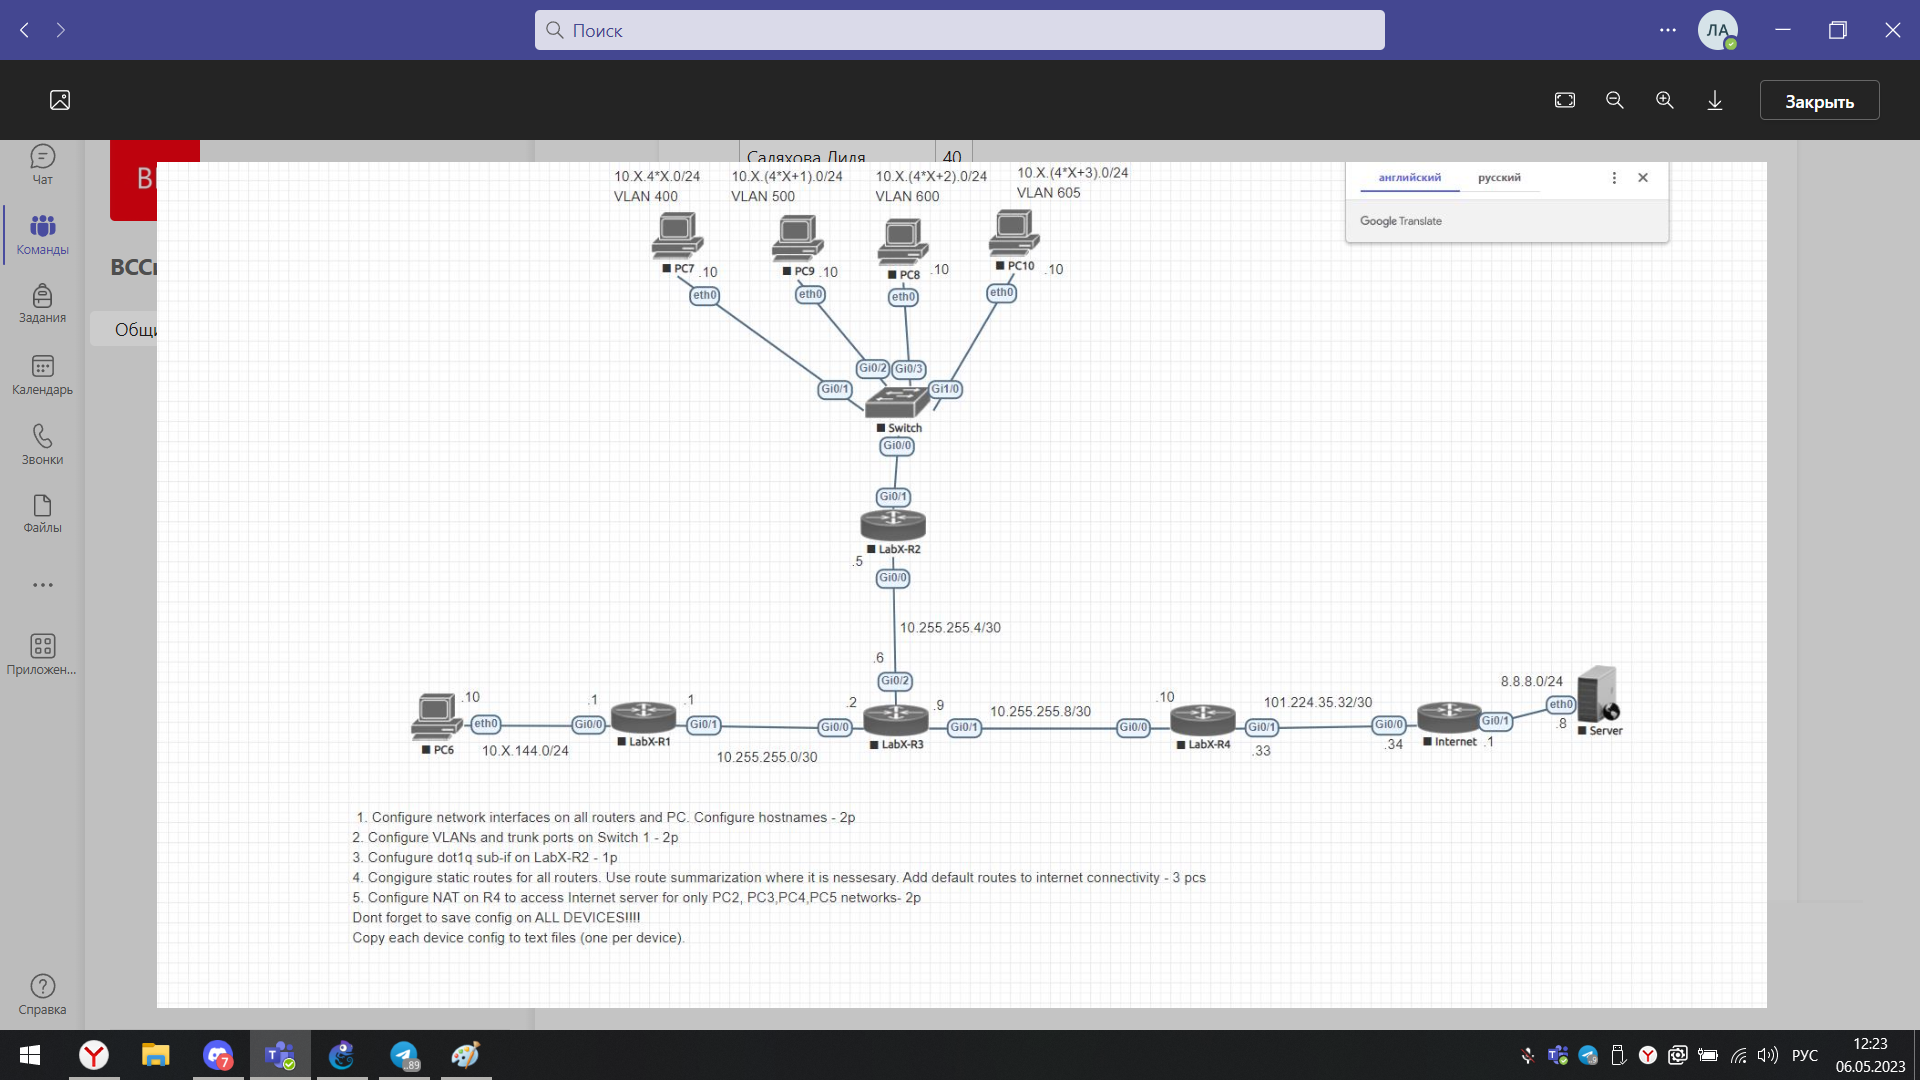 Поиск
ЛА
Закрыть
Чат
Команды
Задания
Календарь
Звонки
Файлы
Приложен...
Справка
Саляхова Лидя
40
10.X.4*X.0/24
VLAN 400
10.X.(4*X+1).0/24
VLAN 500
10.X.(4*X+2).0/24
VLAN 600
10.X.(4*X+3).0/24
VLAN 605
английский
русский
Google Translate
PC7 .10
PC9 .10
PC8 .10
PC10 .10
eth0
eth0
eth0
eth0
Gi0/1
Gi0/2
Gi0/3
Gi1/0
Switch
Gi0/0
Gi0/1
LabX-R2
.5
Gi0/0
10.255.255.4/30
.6
Gi0/2
.10
PC6
eth0
10.X.144.0/24
.1
Gi0/0
LabX-R1
.1
Gi0/1
10.255.255.0/30
.2
Gi0/0
LabX-R3
.9
Gi0/1
10.255.255.8/30
.10
Gi0/0
LabX-R4
Gi0/1
.33
101.224.35.32/30
Gi0/0
.34
Internet
Gi0/1
.1
8.8.8.0/24
eth0
.8
Server
1. Configure network interfaces on all routers and PC. Configure hostnames - 2p
2. Configure VLANs and trunk ports on Switch 1 - 2p
3. Confugure dot1q sub-if on LabX-R2 - 1p
4. Congigure static routes for all routers. Use route summarization where it is nessesary. Add default routes to internet connectivity - 3 pcs
5. Configure NAT on R4 to access Internet server for only PC2, PC3,PC4,PC5 networks- 2p
Dont forget to save config on ALL DEVICES!!!!
Copy each device config to text files (one per device).
7
.89
РУС
12:23
06.05.2023